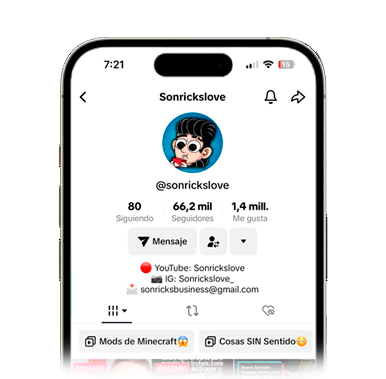 7:21
15
Sonrickslove
@sonrickslove
80 66,2 mil 1,4 mill.
Siguiendo Seguidores Me gusta
Mensaje
🔴 YouTube: Sonrickslove
📷 IG: Sonrickslove_
📩 sonricksbusiness@gmail.com
Mods de Minecraft😱 Cosas SIN Sentido😳